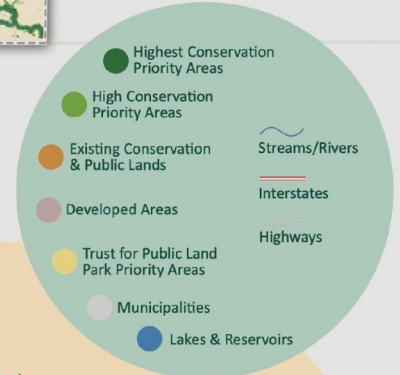 Highest Conservation
Priority Areas
High Conservation
Priority Areas
Existing Conservation
& Public Lands
Developed Areas
Trust for Public Land
Park Priority Areas
Municipalities
Lakes & Reservoirs
Streams/Rivers
Interstates
Highways